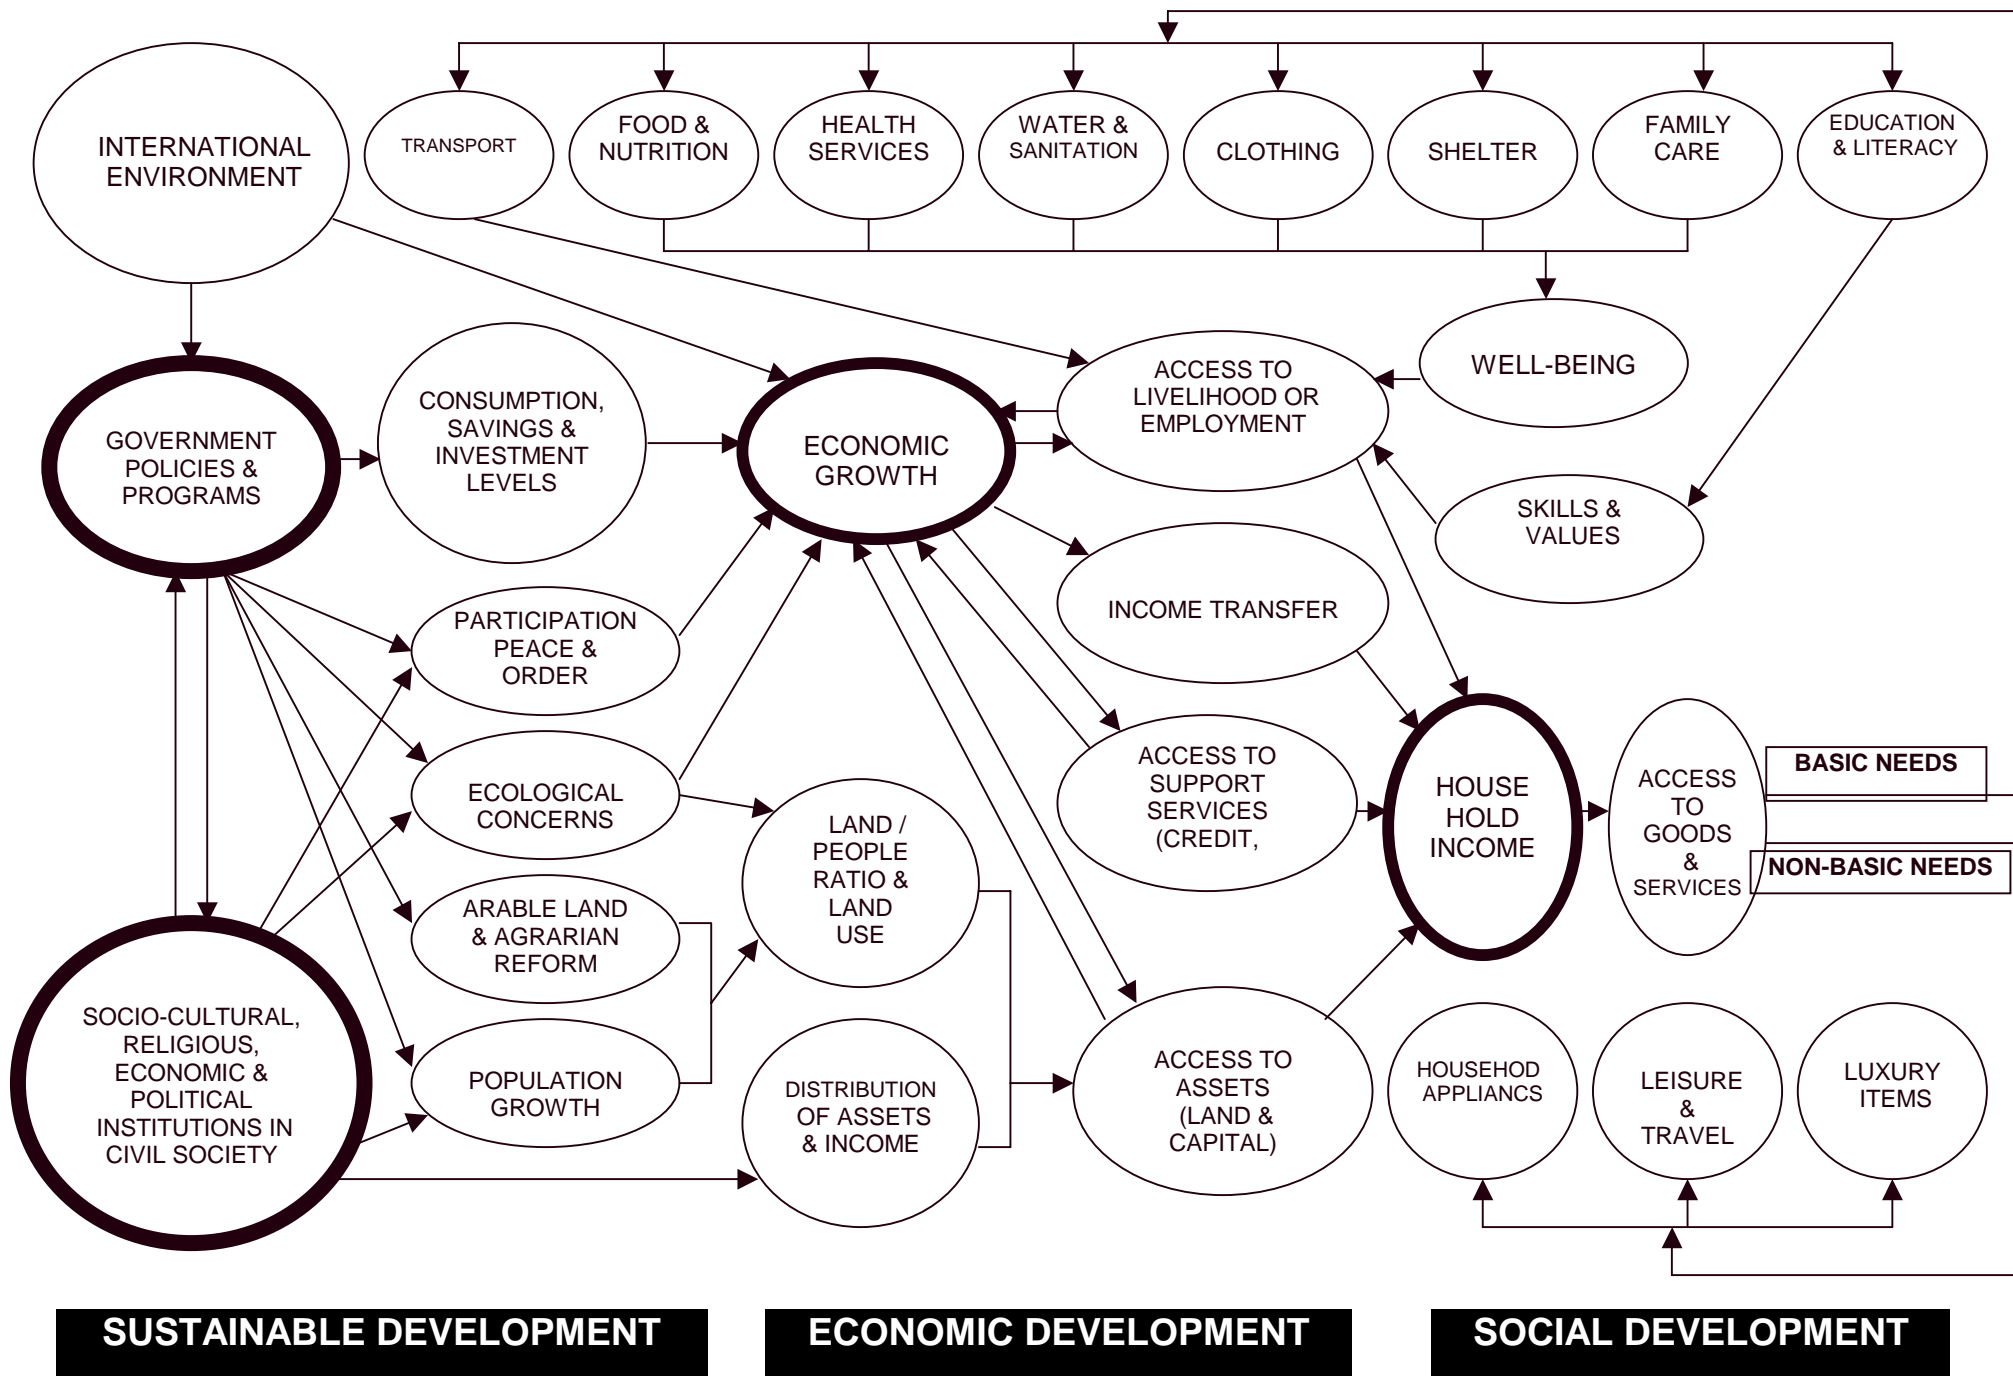 INTERNATIONAL
ENVIRONMENT
TRANSPORT
FOOD &
NUTRITION
HEALTH
SERVICES
WATER &
SANITATION
CLOTHING
SHELTER
FAMILY
CARE
EDUCATION
& LITERACY
GOVERNMENT
POLICIES &
PROGRAMS
CONSUMPTION,
SAVINGS &
INVESTMENT
LEVELS
ECONOMIC
GROWTH
ACCESS TO
LIVELIHOOD OR
EMPLOYMENT
WELL-BEING
SKILLS &
VALUES
INCOME TRANSFER
PARTICIPATION
PEACE &
ORDER
ECOLOGICAL
CONCERNS
LAND /
PEOPLE
RATIO &
LAND
USE
ACCESS TO
SUPPORT
SERVICES
(CREDIT,
HOUSE
HOLD
INCOME
ACCESS
TO
GOODS
&
SERVICES
BASIC NEEDS
NON-BASIC NEEDS
ARABLE LAND
& AGRARIAN
REFORM
SOCIO-CULTURAL,
RELIGIOUS,
ECONOMIC &
POLITICAL
INSTITUTIONS IN
CIVIL SOCIETY
POPULATION
GROWTH
DISTRIBUTION
OF ASSETS
& INCOME
ACCESS TO
ASSETS
(LAND &
CAPITAL)
HOUSEHOD
APPLIANCS
LEISURE
&
TRAVEL
LUXURY
ITEMS
SUSTAINABLE DEVELOPMENT
ECONOMIC DEVELOPMENT
SOCIAL DEVELOPMENT